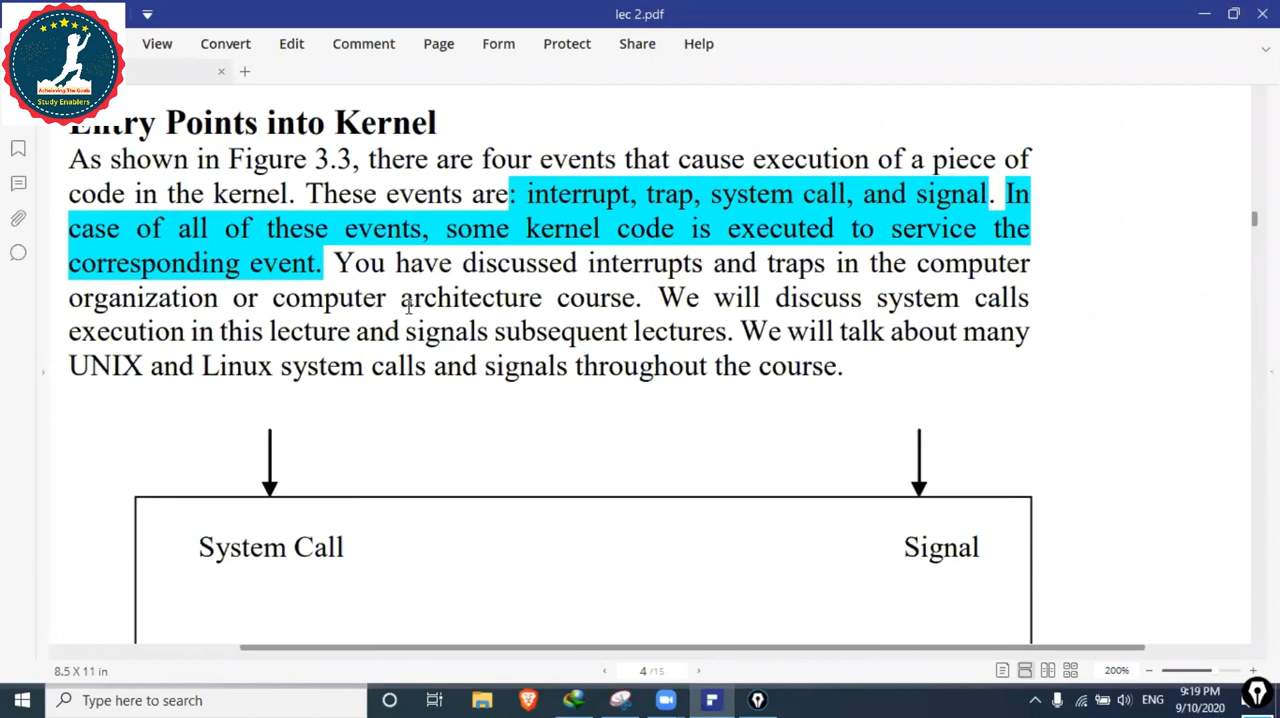 lec 2.pdf
View Convert Edit Comment Page Form Protect Share Help
Achieiving The Goals
Study Enablers
Entry Points into Kernel
As shown in Figure 3.3, there are four events that cause execution of a piece of
code in the kernel. These events are: interrupt, trap, system call, and signal. In
case of all of these events, some kernel code is executed to service the
corresponding event. You have discussed interrupts and traps in the computer
organization or computer architecture course. We will discuss system calls
execution in this lecture and signals subsequent lectures. We will talk about many
UNIX and Linux system calls and signals throughout the course.
System Call Signal
8.5 X 11 in 4 /15 200%
Type here to search ENG 9:19 PM
9/10/2020